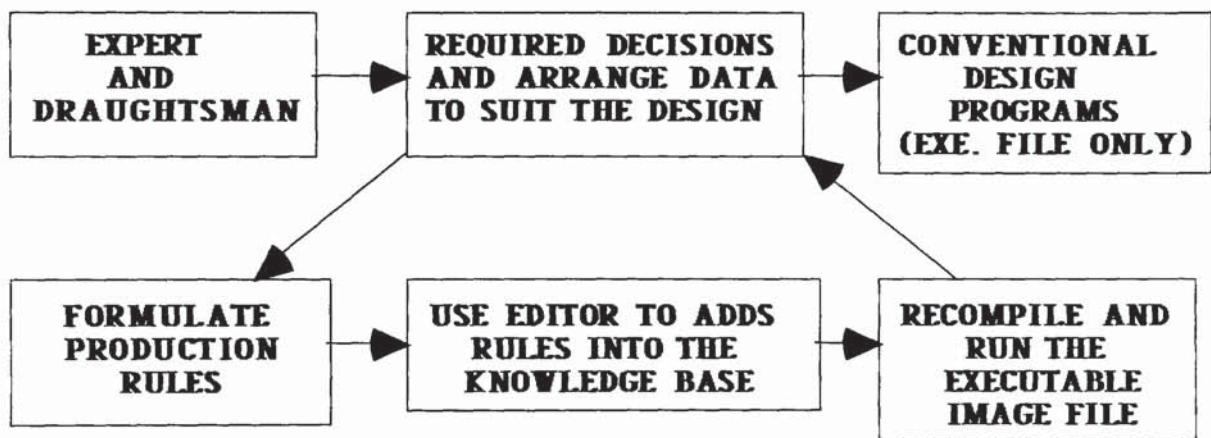 EXPERT
AND
DRAUGHTSMAN
REQUIRED DECISIONS
AND ARRANGE DATA
TO SUIT THE DESIGN
CONVENTIONAL
DESIGN
PROGRAMS
(EXE. FILE ONLY)
FORMULATE
PRODUCTION
RULES
USE EDITOR TO ADDS
RULES INTO THE
KNOWLEDGE BASE
RECOMPILE AND
RUN THE
EXECUTABLE
IMAGE FILE